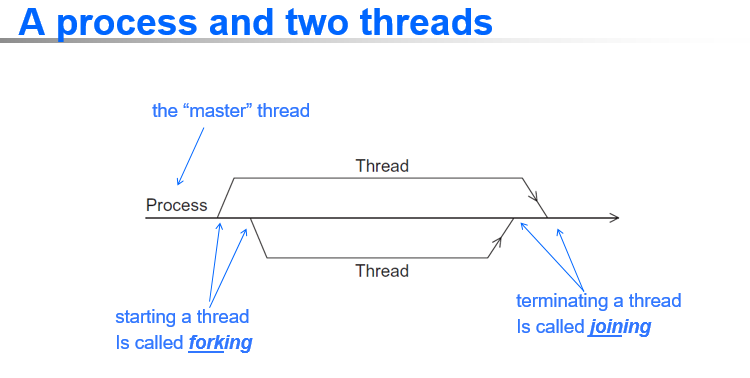 A process and two threads
the “master” thread
Thread
Process
Thread
starting a thread
Is called forking
terminating a thread
Is called joining